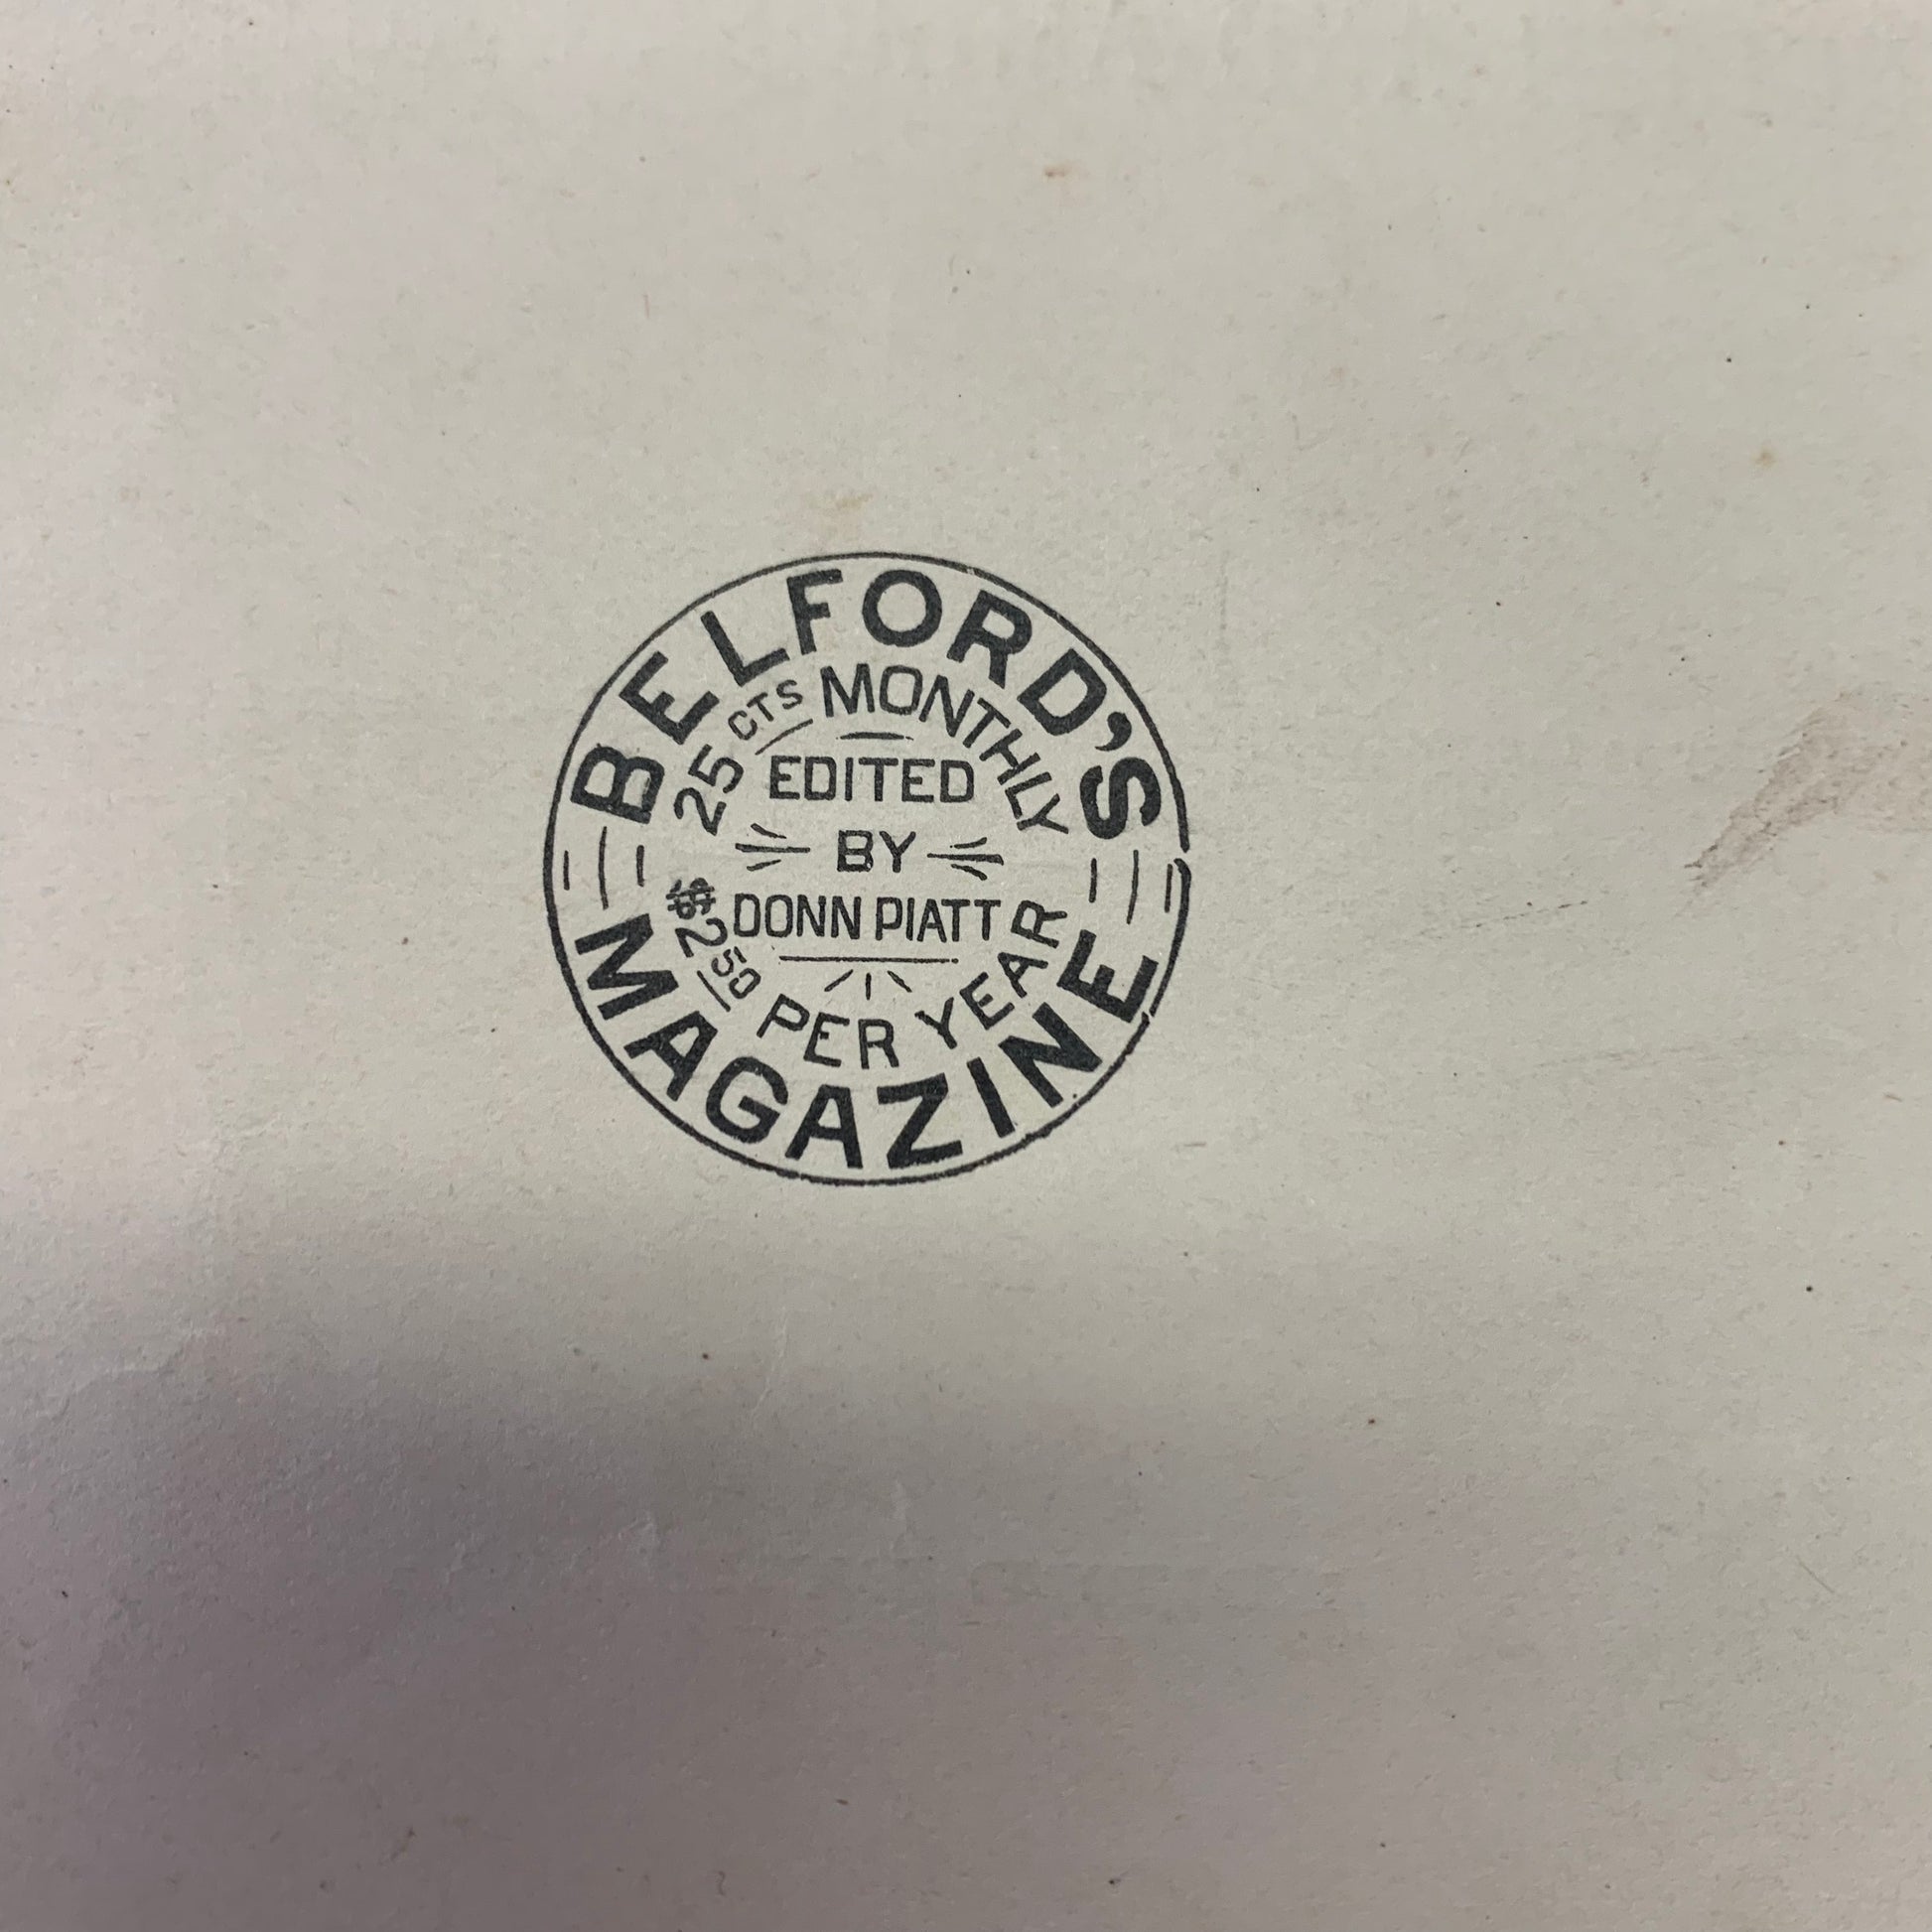 BELFORD'S
25 CTS MONTHLY
EDITED
BY
DONN PIATT
$2.50 PER YEAR
MAGAZINE